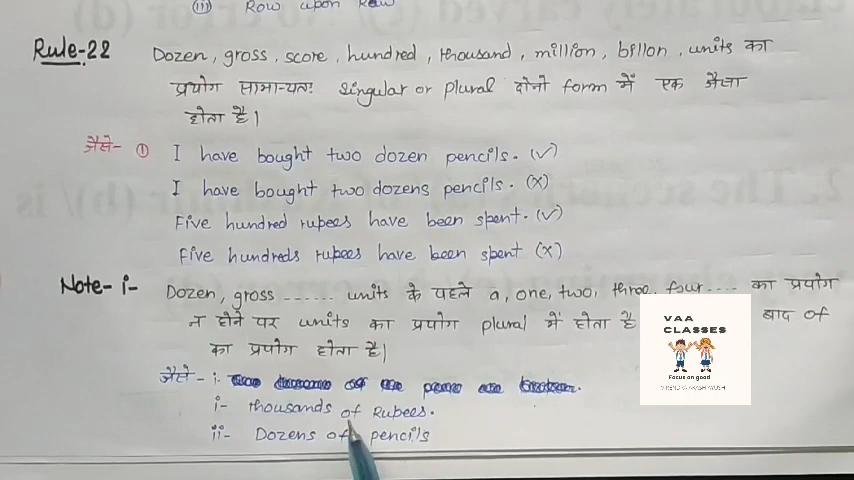 (ii) Row upon Row
Rule-22 Dozen, gross, score, hundred, thousand, million, billon, units का
प्रयोग सामान्यतः singular or plural दोनो form में एक जैसा
होता है।
जैसे- ① I have bought two dozen pencils. (✓)
I have bought two dozens pencils. (X)
Five hundred rupees have been spent. (✓)
Five hundreds rupees have been spent (X)
Note- i- Dozen, gross ...... units के पहले a, one, two, three, four .... का प्रयोग
न होने पर units का प्रयोग plural में होता है बाद of
का प्रयोग होता है।
जैसे- i.
i- thousands of Rupees.
ii- Dozens of pencils
VAA
CLASSES
Focus on good